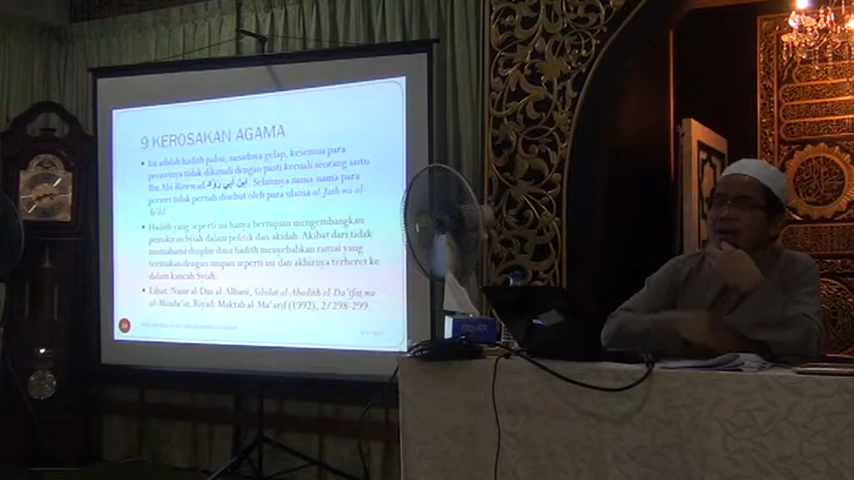 9 KEROSAKAN AGAMA
• Ini adalah hadith palsu, sanadnya gelap, kesemua para
perawinya tidak dikenali dengan pasti kecuali seorang iaitu
Ibn Abi Rawwad ابن أبي روّاد. Selainnya nama-nama para
perawi tidak pernah disebut oleh para ulama al-Jarh wa al-
Ta'dil.
• Hadith yang seperti ini hanya bertujuan mengembangkan
pemikiran Syiah dalam politik dan akidah. Akibat dari tidak
memahami disiplin ilmu hadith menyebabkan ramai yang
termakan dengan umpan seperti ini dan akhirnya terheret ke
dalam kancah Syiah.
• Lihat: Nasir al-Din al-Albani, Silsilat al-Ahadith al-Da'ifat wa
al-Maudu'at, Riyad: Maktabah al-Ma'arif (1992), 2/298-299.
PREMIER